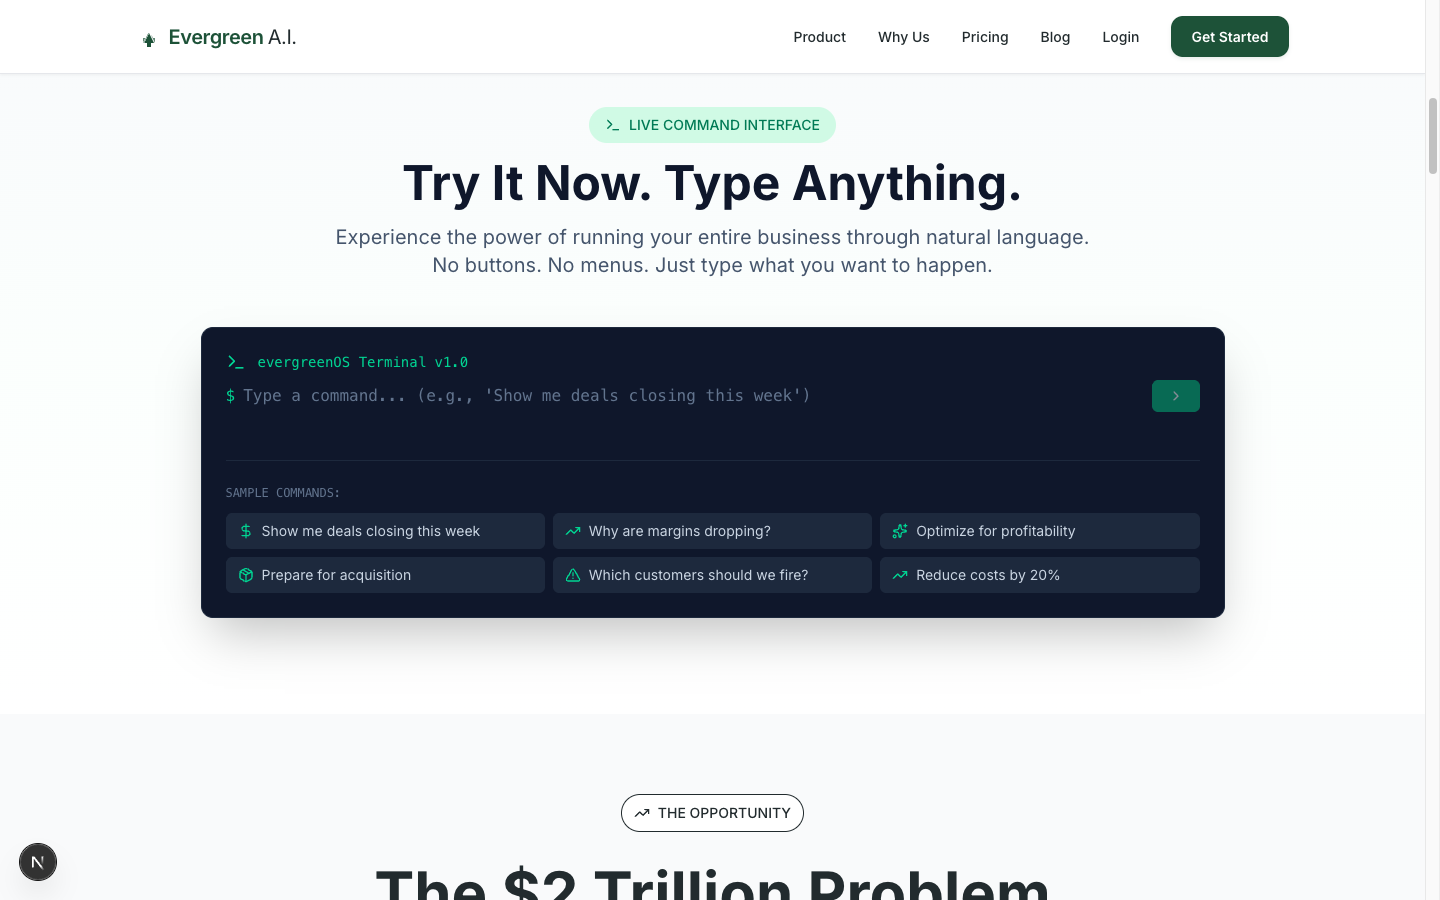 Evergreen A.I.
Product
Why Us
Pricing
Blog
Login
Get Started
LIVE COMMAND INTERFACE
Try It Now. Type Anything.
Experience the power of running your entire business through natural language.
No buttons. No menus. Just type what you want to happen.
evergreenOS Terminal v1.0
$ Type a command... (e.g., 'Show me deals closing this week')
SAMPLE COMMANDS:
Show me deals closing this week
Why are margins dropping?
Optimize for profitability
Prepare for acquisition
Which customers should we fire?
Reduce costs by 20%
THE OPPORTUNITY
The $2 Trillion Problem
N